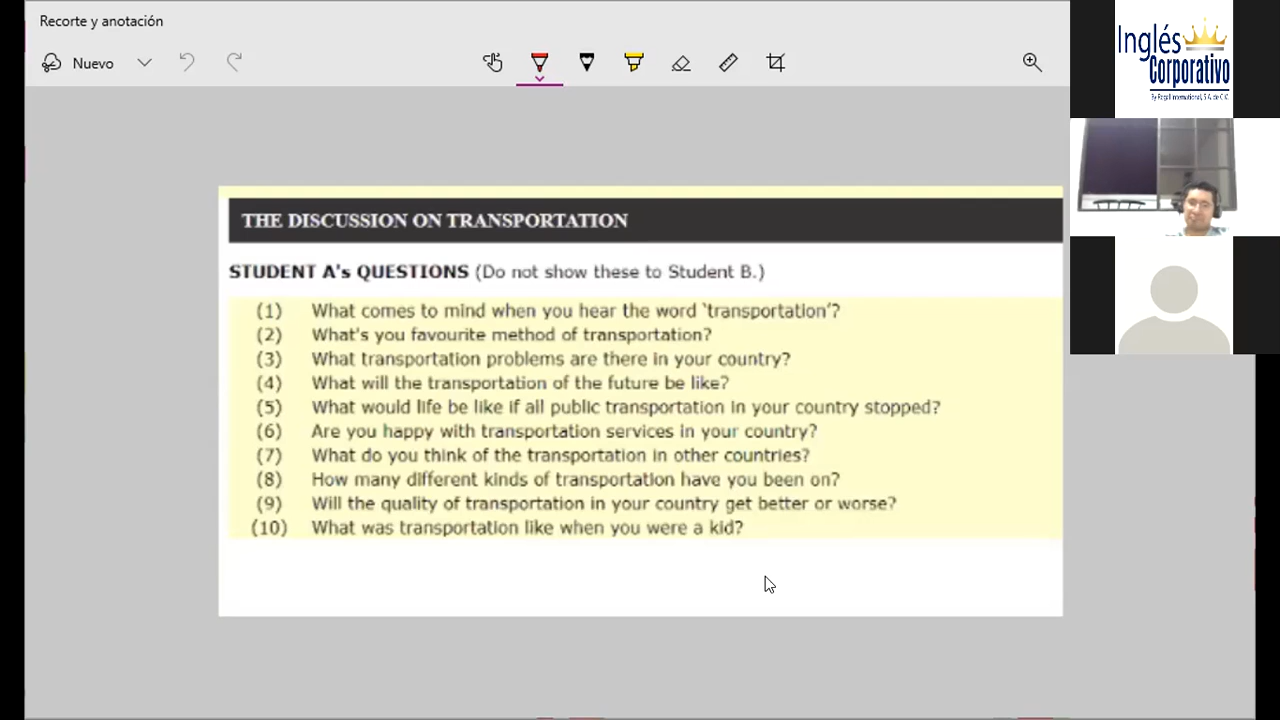 Recorte y anotación
Nuevo
Inglés
Corporativo
THE DISCUSSION ON TRANSPORTATION
STUDENT A's QUESTIONS (Do not show these to Student B.)
(1) What comes to mind when you hear the word 'transportation'?
(2) What's you favourite method of transportation?
(3) What transportation problems are there in your country?
(4) What will the transportation of the future be like?
(5) What would life be like if all public transportation in your country stopped?
(6) Are you happy with transportation services in your country?
(7) What do you think of the transportation in other countries?
(8) How many different kinds of transportation have you been on?
(9) Will the quality of transportation in your country get better or worse?
(10) What was transportation like when you were a kid?